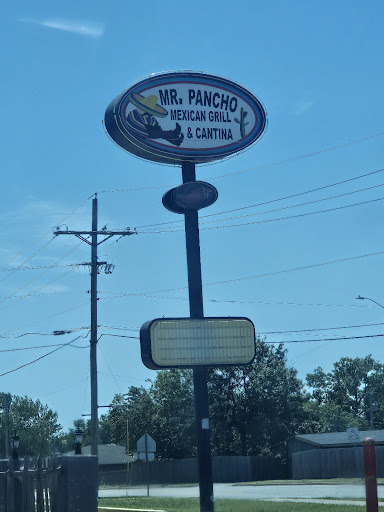 MR. PANCHO
MEXICAN GRILL
& CANTINA